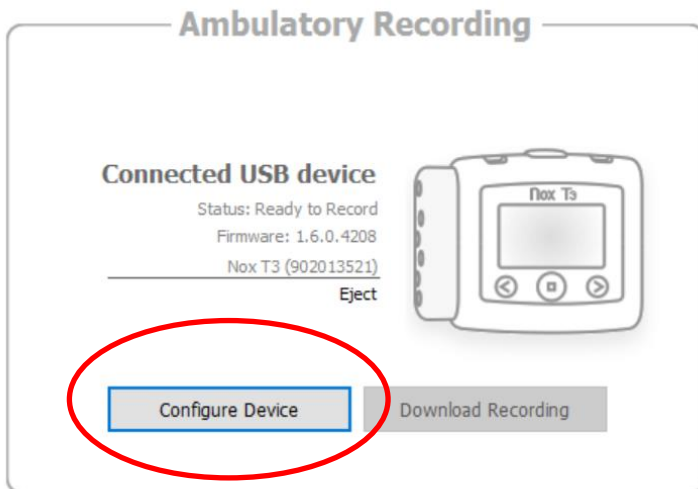 Ambulatory Recording
Connected USB device
Status: Ready to Record
Firmware: 1.6.0.4208
Nox T3 (902013521)
Eject
nox T3
Configure Device
Download Recording